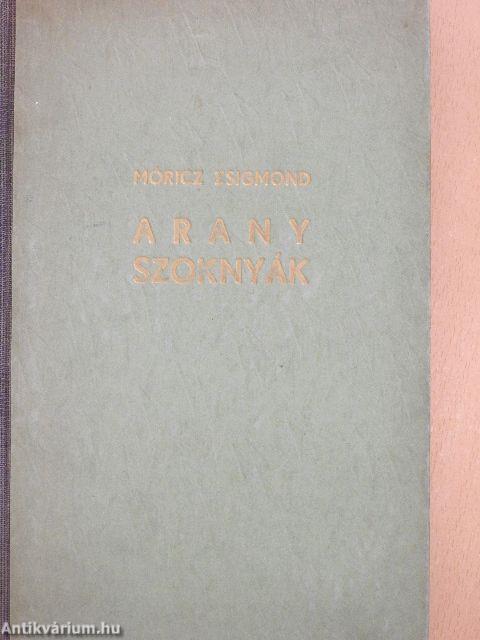 MÓRICZ ZSIGMOND
ARANY
SZOKNYÁK
Antikvárium.hu